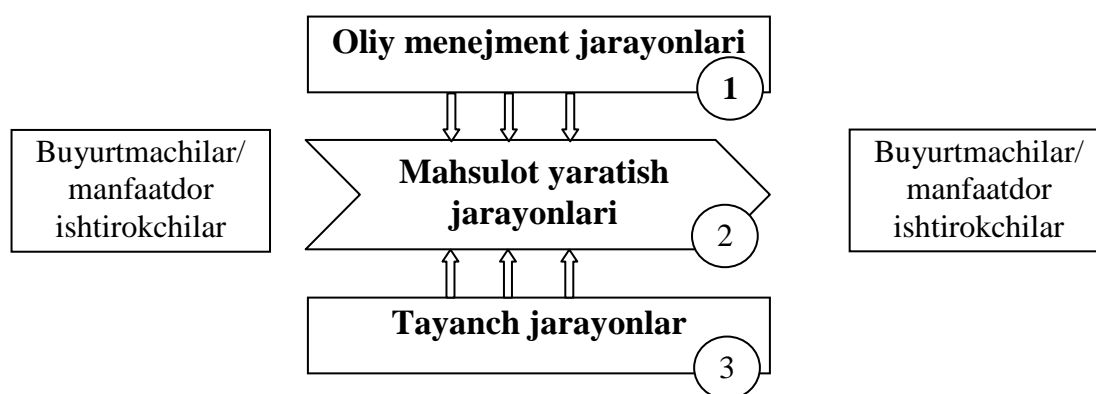 Oliy menejment jarayonlari
1
Buyurtmachilar/
manfaatdor
ishtirokchilar
Mahsulot yaratish
jarayonlari
2
Buyurtmachilar/
manfaatdor
ishtirokchilar
Tayanch jarayonlar
3